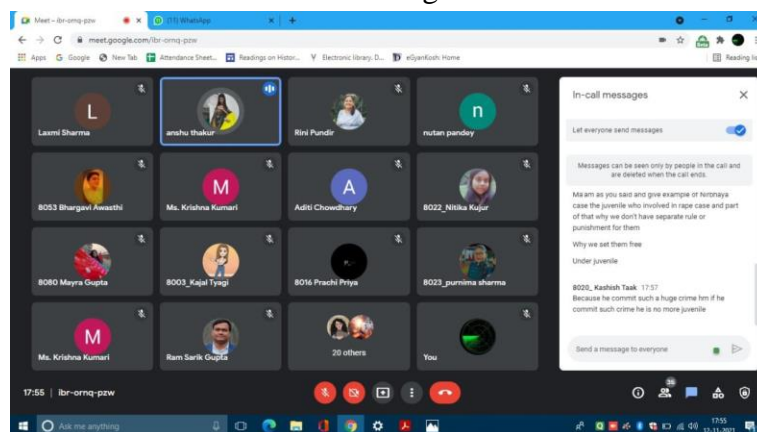 Meet – ibr-ornq-pzw
(11) WhatsApp
meet.google.com/ibr-ornq-pzw
Apps
Google
New Tab
Attendance Sheet...
Readings on Histor...
Electronic library, D...
eGyanKosh: Home
Reading lis
L
Laxmi Sharma
anshu thakur
Rini Pundir
n
nutan pandey
8053 Bhargavi Awasthi
M
Ms. Krishna Kumari
A
Aditi Chowdhary
8022_Nitika Kujur
8080 Mayra Gupta
8003_Kajal Tyagi
8016 Prachi Priya
8023_purnima sharma
M
Ms. Krishna Kumari
Ram Sarik Gupta
20 others
You
In-call messages
Let everyone send messages
Messages can be seen only by people in the call and
are deleted when the call ends.
Ma'am as you said and give example of Nirbhaya
case the juvenile who involved in rape case and part
of that why we don't have separate rule or
punishment for them
Why we set them free
Under juvenile
8020_ Kashish Taak 17:57
Because he commit such a huge crime hm if he
commit such crime he is no more juvenile
Send a message to everyone
17:55 | ibr-ornq-pzw
36
Ask me anything
17:55
12-11-2021